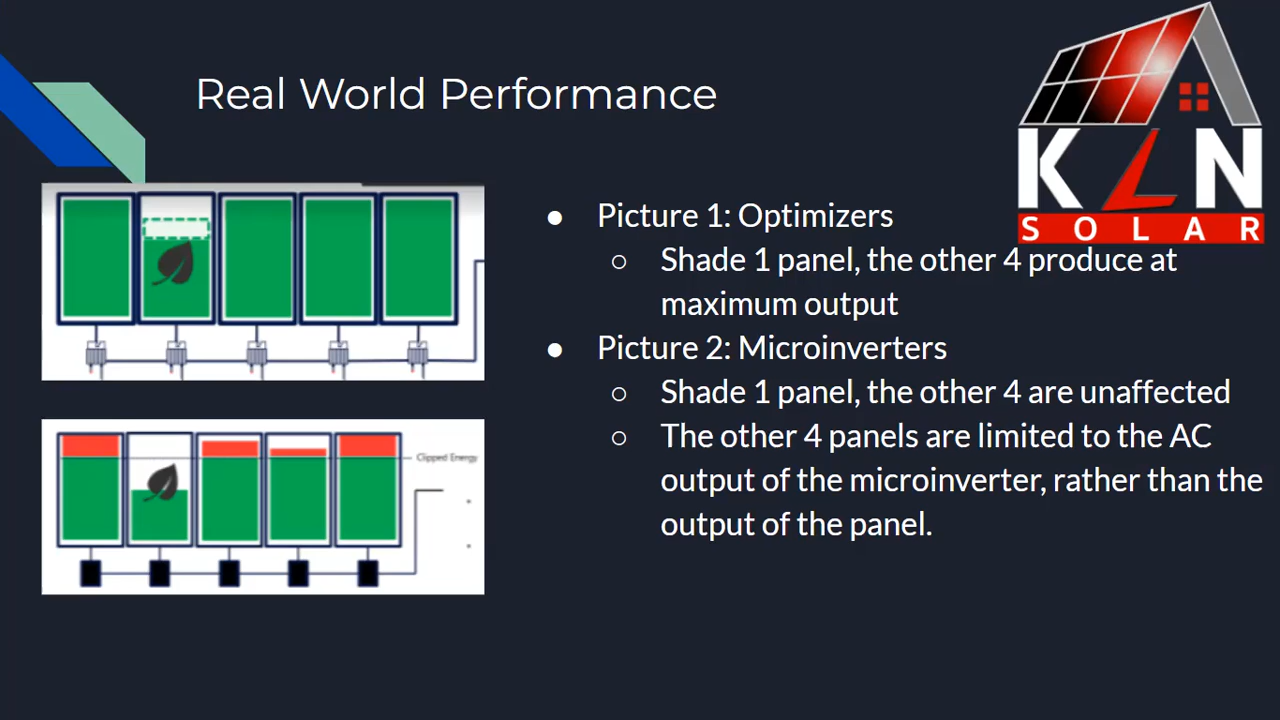 Real World Performance
KLN
SOLAR
● Picture 1: Optimizers
○ Shade 1 panel, the other 4 produce at
maximum output
● Picture 2: Microinverters
○ Shade 1 panel, the other 4 are unaffected
○ The other 4 panels are limited to the AC
output of the microinverter, rather than the
output of the panel.
Clipped Energy